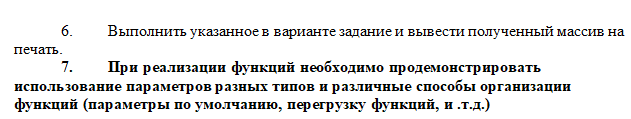 6. Выполнить указанное в варианте задание и вывести полученный массив на
печать.
7. При реализации функций необходимо продемонстрировать
использование параметров разных типов и различные способы организации
функций (параметры по умолчанию, перегрузку функций, и .т.д.)